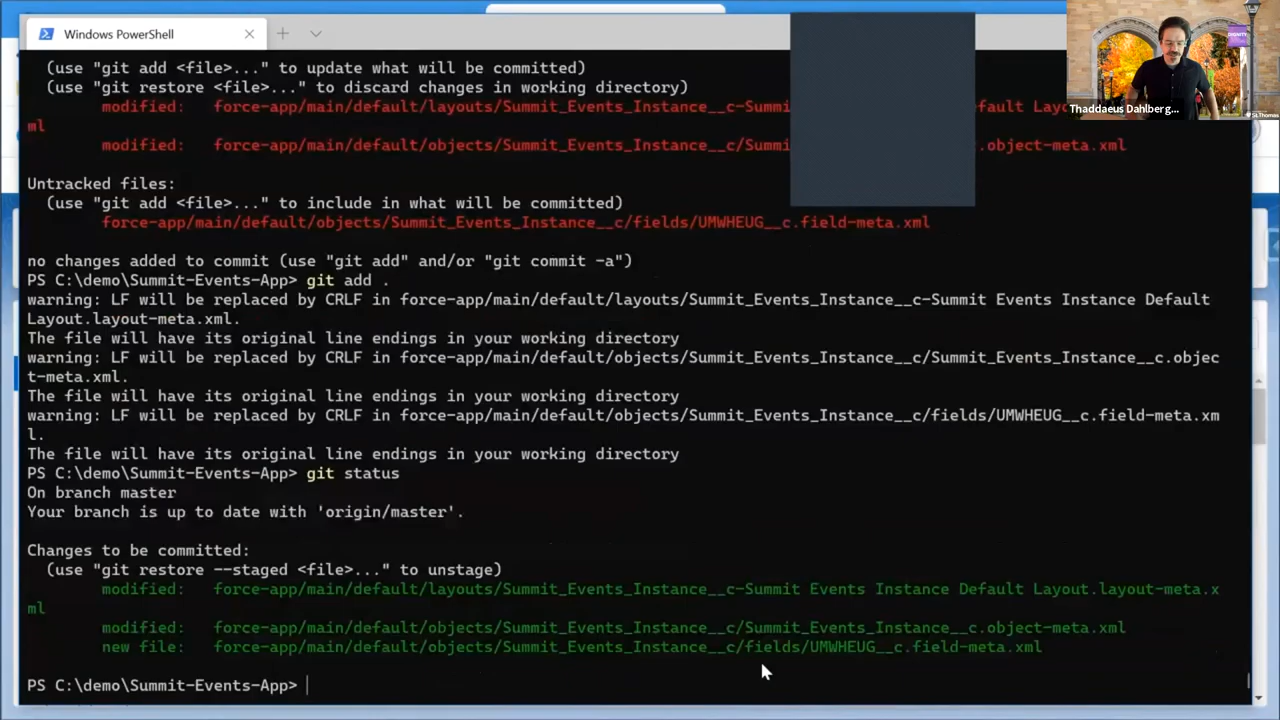 Windows PowerShell
(use "git add <file>..." to update what will be committed)
(use "git restore <file>..." to discard changes in working directory)
modified: force-app/main/default/layouts/Summit_Events_Instance__c-Summi efault Layo
ml
modified: force-app/main/default/objects/Summit_Events_Instance__c/Summi .object-meta.xml
Untracked files:
(use "git add <file>..." to include in what will be committed)
force-app/main/default/objects/Summit_Events_Instance__c/fields/UMWHEUG__c.field-meta.xml
no changes added to commit (use "git add" and/or "git commit -a")
PS C:\demo\Summit-Events-App> git add .
warning: LF will be replaced by CRLF in force-app/main/default/layouts/Summit_Events_Instance__c-Summit Events Instance Default
Layout.layout-meta.xml.
The file will have its original line endings in your working directory
warning: LF will be replaced by CRLF in force-app/main/default/objects/Summit_Events_Instance__c/Summit_Events_Instance__c.objec
t-meta.xml.
The file will have its original line endings in your working directory
warning: LF will be replaced by CRLF in force-app/main/default/objects/Summit_Events_Instance__c/fields/UMWHEUG__c.field-meta.xm
l.
The file will have its original line endings in your working directory
PS C:\demo\Summit-Events-App> git status
On branch master
Your branch is up to date with 'origin/master'.
Changes to be committed:
(use "git restore --staged <file>..." to unstage)
modified: force-app/main/default/layouts/Summit_Events_Instance__c-Summit Events Instance Default Layout.layout-meta.x
ml
modified: force-app/main/default/objects/Summit_Events_Instance__c/Summit_Events_Instance__c.object-meta.xml
new file: force-app/main/default/objects/Summit_Events_Instance__c/fields/UMWHEUG__c.field-meta.xml
PS C:\demo\Summit-Events-App>
DIGNITY
Thaddaeus Dahlberg...
St.Thomas